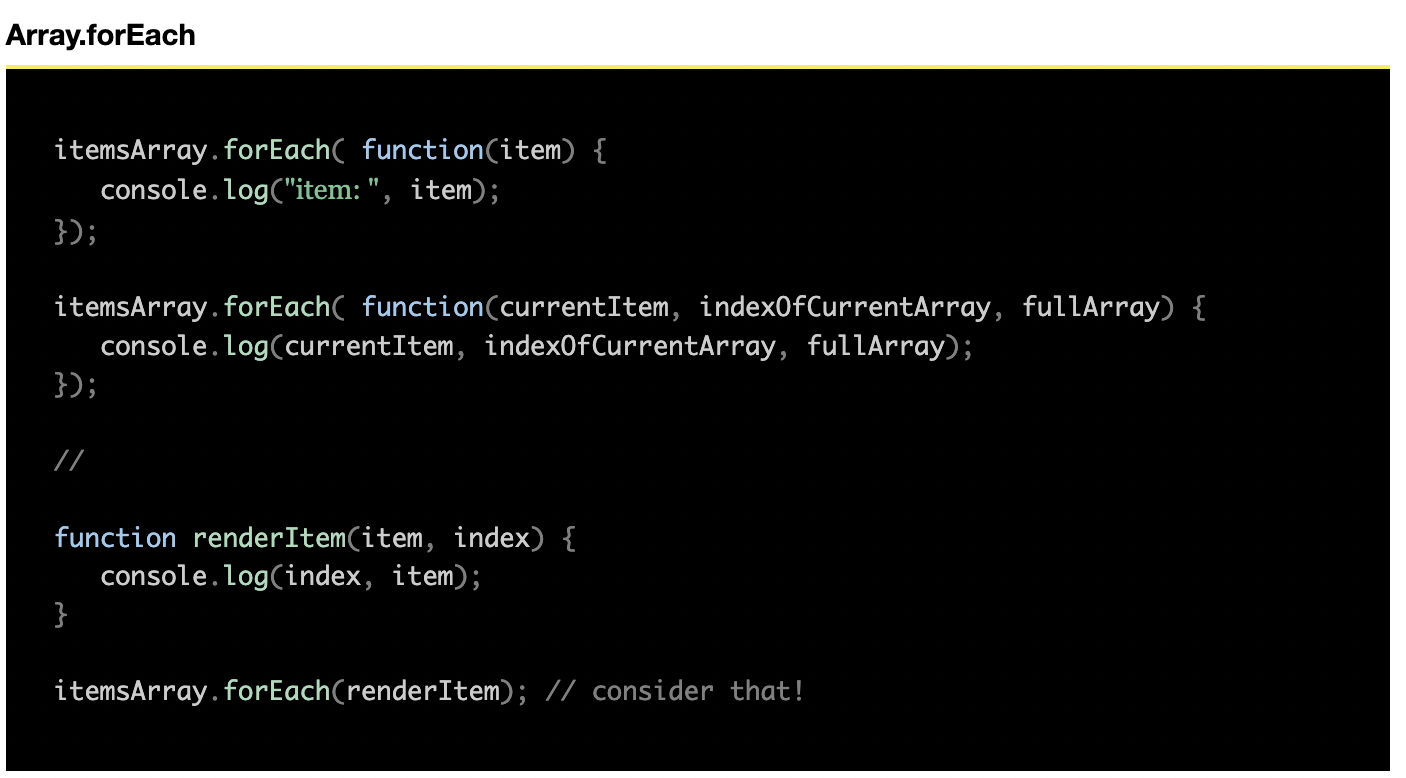 Array.forEach
itemsArray.forEach( function(item) {
   console.log("item: ", item);
});
itemsArray.forEach( function(currentItem, indexOfCurrentArray, fullArray) {
   console.log(currentItem, indexOfCurrentArray, fullArray);
});
//
function renderItem(item, index) {
   console.log(index, item);
}
itemsArray.forEach(renderItem); // consider that!